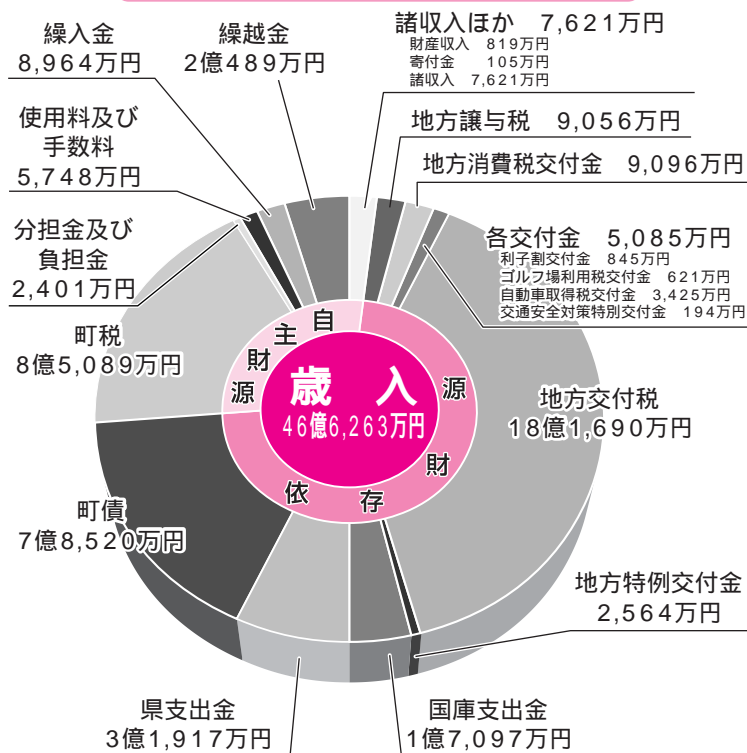 繰入金
8,964万円
繰越金
2億489万円
諸収入ほか 7,621万円
財産収入 819万円
寄付金 105万円
諸収入 7,621万円
使用料及び
手数料
5,748万円
地方譲与税 9,056万円
地方消費税交付金 9,096万円
分担金及び
負担金
2,401万円
各交付金 5,085万円
利子割交付金 845万円
ゴルフ場利用税交付金 621万円
自動車取得税交付金 3,425万円
交通安全対策特別交付金 194万円
町税
8億5,089万円
自主財源
歳入
46億6,263万円
依存財源
地方交付税
18億1,690万円
町債
7億8,520万円
地方特例交付金
2,564万円
県支出金
3億1,917万円
国庫支出金
1億7,097万円